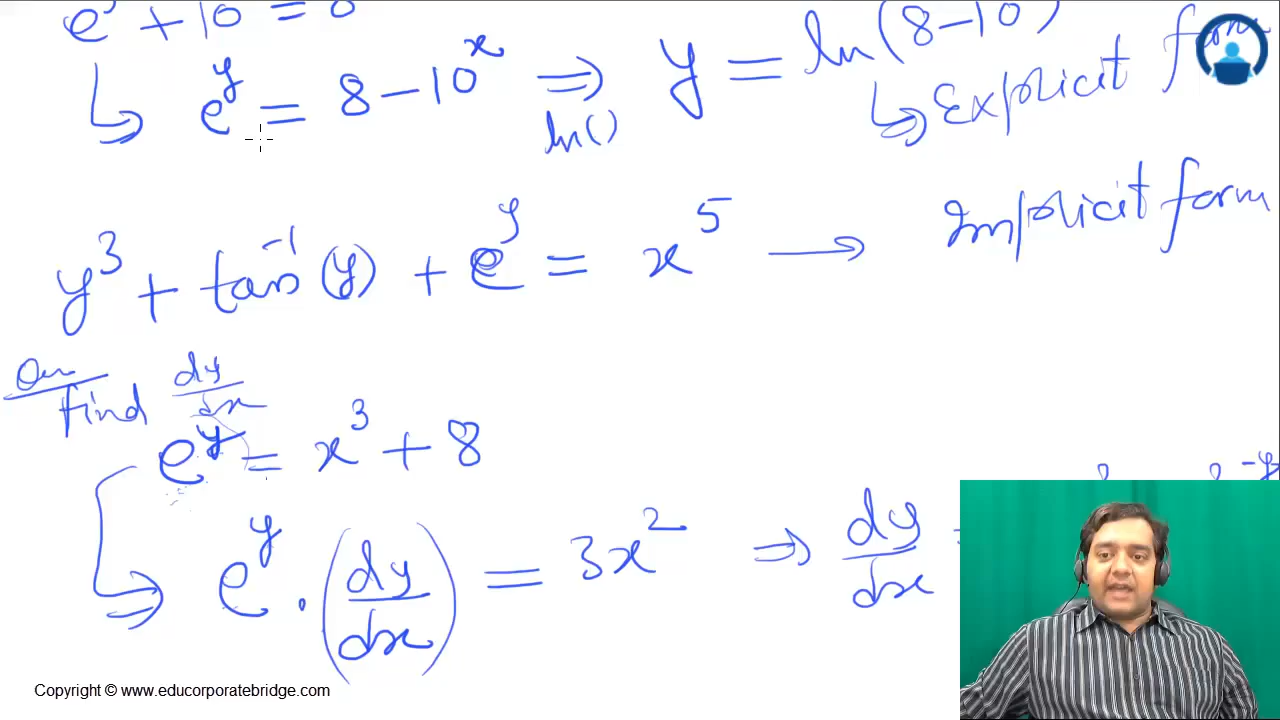 e^y + 10 = 8
e^y = 8 - 10^x ⇒ y = ln(8-10)
ln()
Explicit form
y^3 + tan^-1(y) + e^y = x^5 → Implicit form
Find dy/dx
e^y = x^3 + 8
e^y . (dy/dx) = 3x^2 ⇒ dy/dx
Copyright © www.educorporatebridge.com